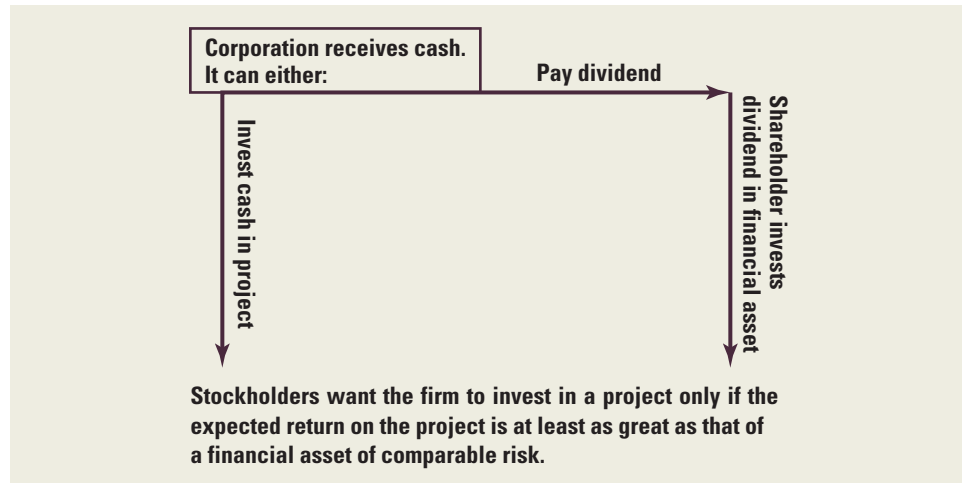 Corporation receives cash.
It can either:
Pay dividend
Invest cash in project
Shareholder invests
dividend in financial asset
Stockholders want the firm to invest in a project only if the
expected return on the project is at least as great as that of
a financial asset of comparable risk.